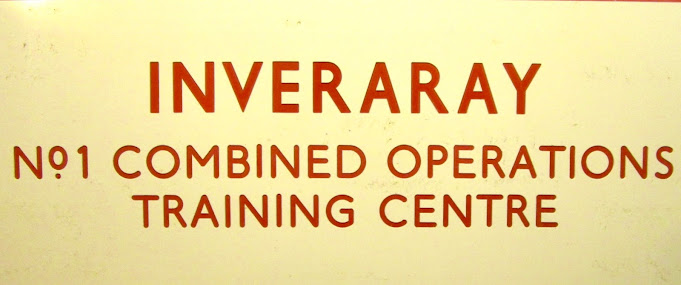 INVERARAY
Nº1 COMBINED OPERATIONS
TRAINING CENTRE